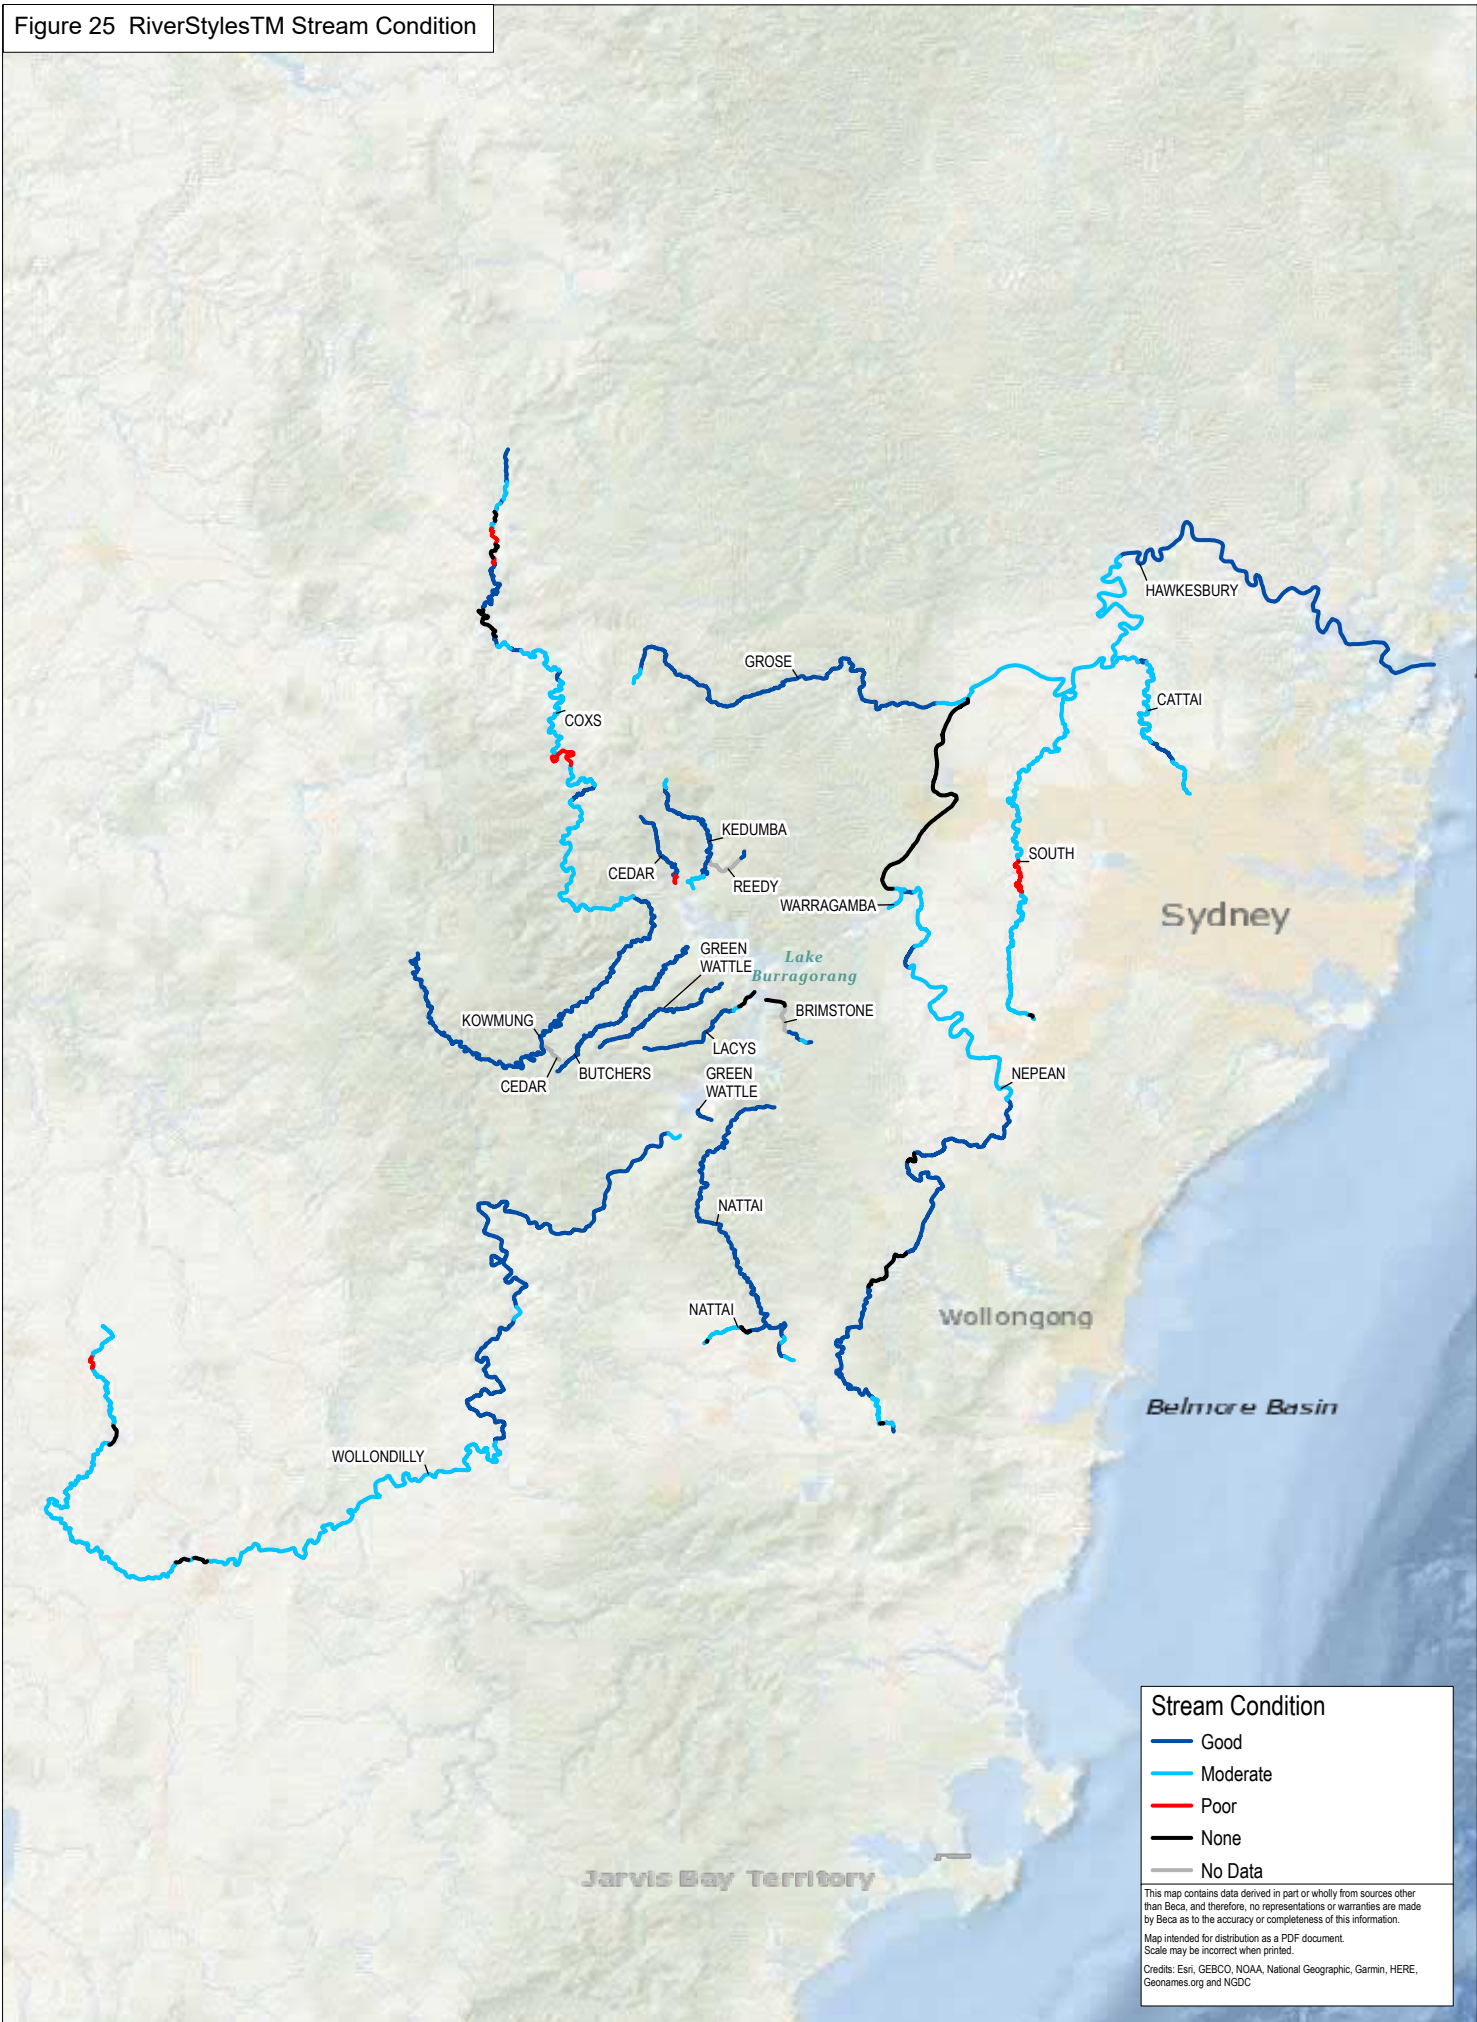 Figure 25 RiverStylesTM Stream Condition
HAWKESBURY
GROSE
CATTAI
COXS
KEDUMBA
CEDAR
REEDY
SOUTH
WARRAGAMBA
Sydney
GREEN
WATTLE
Lake
Burragorang
KOWMUNG
BRIMSTONE
LACYS
CEDAR
BUTCHERS
GREEN
WATTLE
NEPEAN
NATTAI
NATTAI
Wollongong
Belmore Basin
WOLLONDILLY
Jarvis Bay Territory
Stream Condition
Good
Moderate
Poor
None
No Data
This map contains data derived in part or wholly from sources other
than Beca, and therefore, no representations or warranties are made
by Beca as to the accuracy or completeness of this information.
Map intended for distribution as a PDF document.
Scale may be incorrect when printed.
Credits: Esri, GEBCO, NOAA, National Geographic, Garmin, HERE,
Geonames.org and NGDC